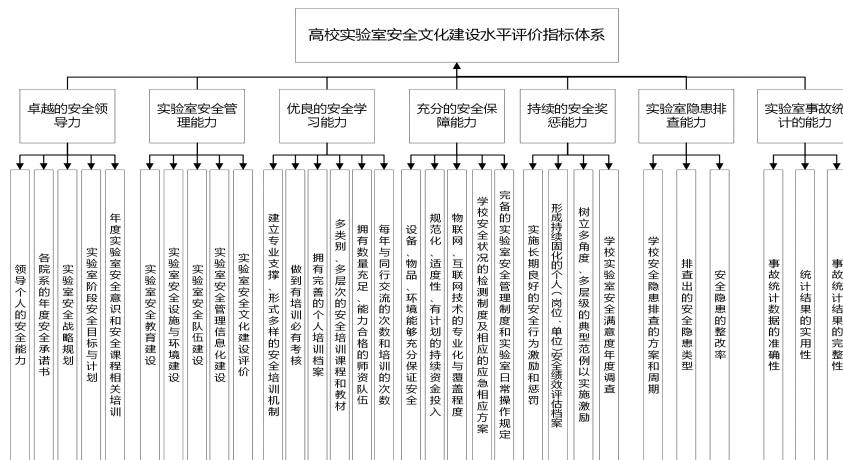 高校实验室安全文化建设水平评价指标体系
卓越的安全领
导力
实验室安全管
理能力
优良的安全学
习能力
充分的安全保
障能力
持续的安全奖
惩能力
实验室隐患排
查能力
实验室事故统
计的能力
领导个人的安全能力
各院系的年度安全承诺书
实验室安全战略规划
实验室阶段安全目标与计划
年度实验室安全意识和安全课程相关培训
实验室安全教育建设
实验室安全设施与环境建设
实验室安全队伍建设
实验室安全管理信息化建设
实验室安全文化建设评价
建立专业支撑、形式多样的安全培训机制
做到有培训必有考核
拥有完善的个人培训档案
多类别、多层次的安全培训课程和教材
拥有数量充足、能力合格的师资队伍
每年与同行交流的次数和培训的次数
设备、物品、环境能够充分保证安全
规范化、适度性、有计划的持续资金投入
物联网、互联网技术的专业化与覆盖程度
学校安全状况的检测制度及相应的应急相应方案
完备的实验室安全管理制度和实验室日常操作规定
实施长期良好的安全行为激励和惩罚
形成持续固化的个人(岗位、单位)安全绩效评估档案
树立多角度、多层级的典型范例以实施激励
学校实验室安全满意度年度调查
学校安全隐患排查的方案和周期
排查出的安全隐患类型
安全隐患的整改率
事故统计数据的准确性
统计结果的实用性
事故统计结果的完整性